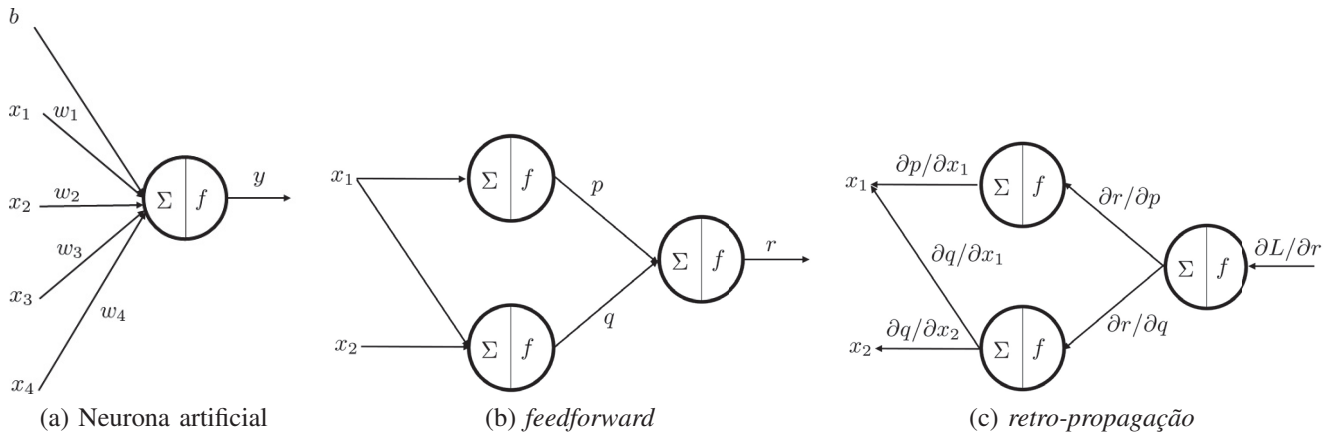 b
x₁ w₁
x₂ w₂
x₃ w₃
x₄ w₄
Σ f
y
(a) Neurona artificial
x₁
x₂
Σ f
Σ f
p
q
Σ f
r
(b) feedforward
x₁
x₂
∂p/∂x₁
∂q/∂x₁
∂q/∂x₂
Σ f
Σ f
∂r/∂p
∂r/∂q
Σ f
∂L/∂r
(c) retro-propagação